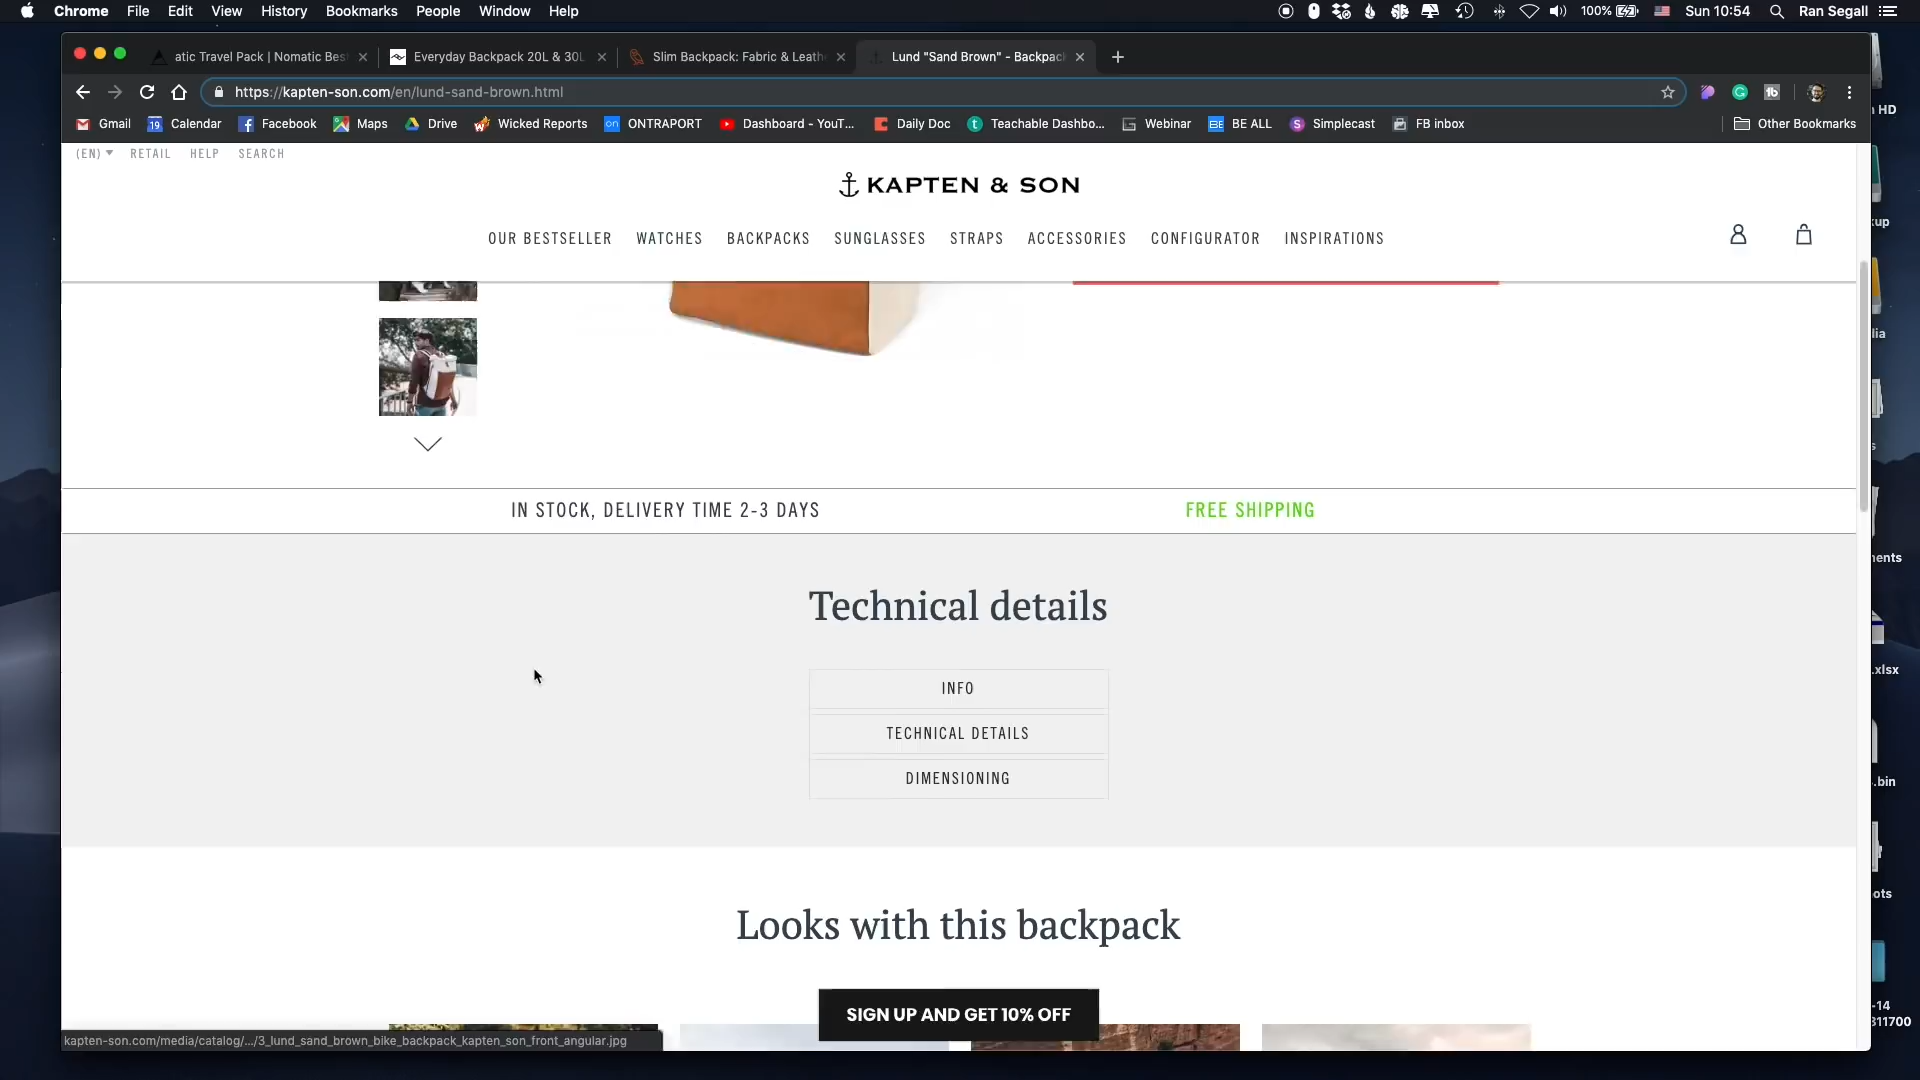 Chrome File Edit View History Bookmarks People Window Help 100% Sun 10:54 Ran Segall
atic Travel Pack | Nomatic Bes
Everyday Backpack 20L & 30L
Slim Backpack: Fabric & Leath
Lund "Sand Brown" - Backpac
https://kapten-son.com/en/lund-sand-brown.html
Gmail Calendar Facebook Maps Drive Wicked Reports ONTRAPORT Dashboard - YouT... Daily Doc Teachable Dashbo... Webinar BE ALL Simplecast FB inbox Other Bookmarks
(EN) RETAIL HELP SEARCH
KAPTEN & SON
OUR BESTSELLER WATCHES BACKPACKS SUNGLASSES STRAPS ACCESSORIES CONFIGURATOR INSPIRATIONS
IN STOCK, DELIVERY TIME 2-3 DAYS
FREE SHIPPING
Technical details
INFO
TECHNICAL DETAILS
DIMENSIONING
Looks with this backpack
SIGN UP AND GET 10% OFF
kapten-son.com/media/catalog/.../3_lund_sand_brown_bike_backpack_kapten_son_front_angular.jpg
HD
.xlsx
.bin
-14